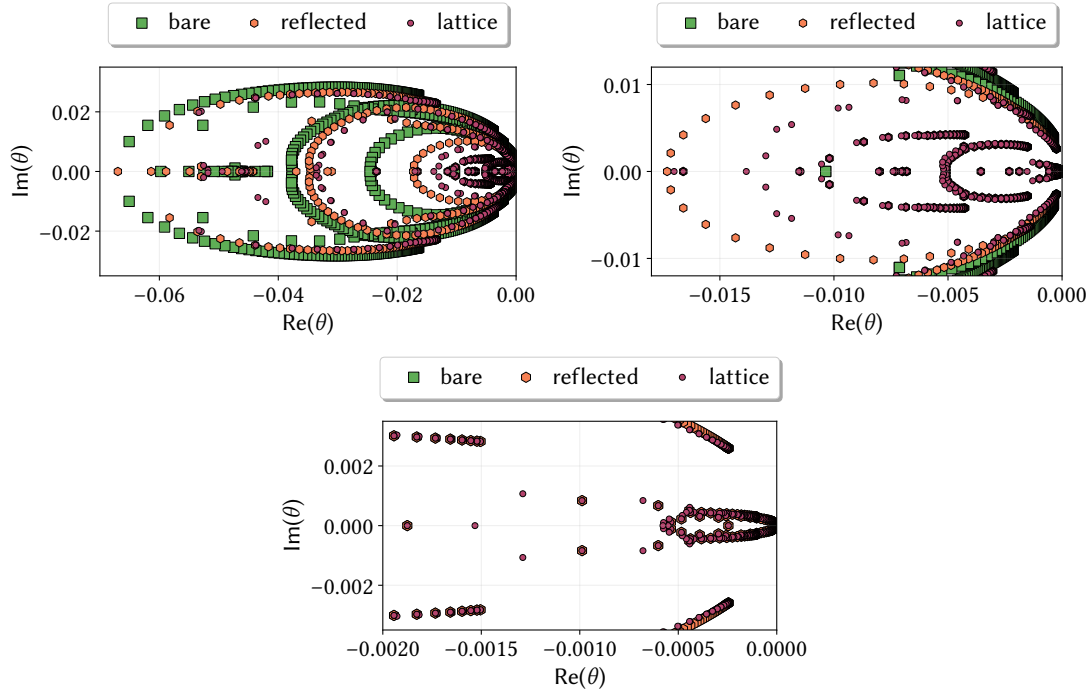 bare reflected lattice
bare reflected lattice
0.02
0.00
−0.02
Im(θ)
−0.06 −0.04 −0.02 0.00
Re(θ)
0.01
0.00
−0.01
Im(θ)
−0.015 −0.010 −0.005 0.000
Re(θ)
bare reflected lattice
0.002
0.000
−0.002
Im(θ)
−0.0020 −0.0015 −0.0010 −0.0005 0.0000
Re(θ)